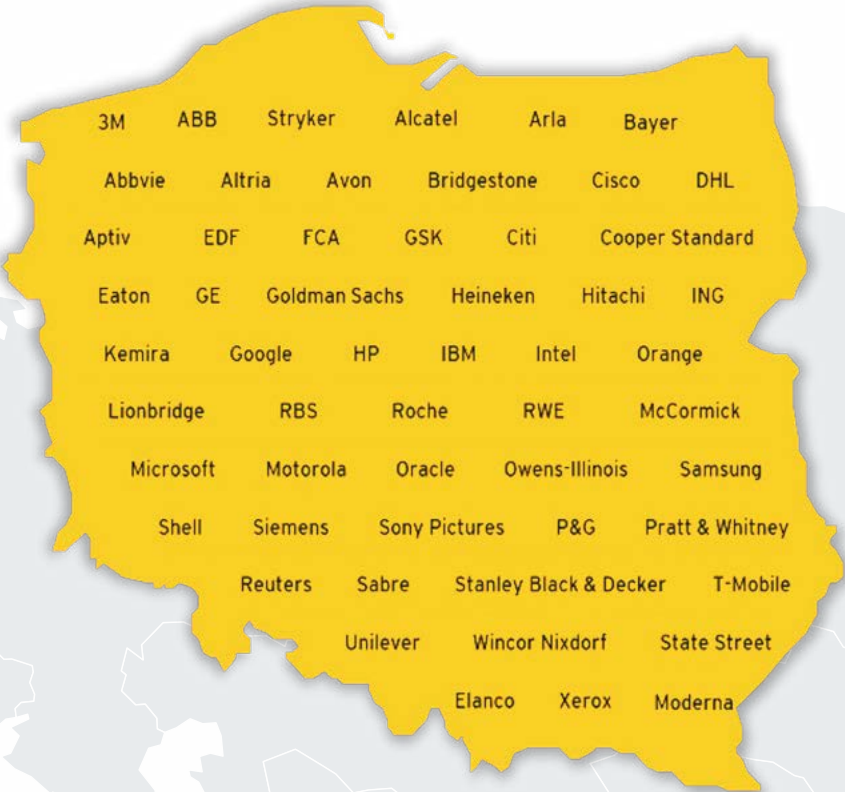 3M ABB Stryker Alcatel Arla Bayer
Abbvie Altria Avon Bridgestone Cisco DHL
Aptiv EDF FCA GSK Citi Cooper Standard
Eaton GE Goldman Sachs Heineken Hitachi ING
Kemira Google HP IBM Intel Orange
Lionbridge RBS Roche RWE McCormick
Microsoft Motorola Oracle Owens-Illinois Samsung
Shell Siemens Sony Pictures P&G Pratt & Whitney
Reuters Sabre Stanley Black & Decker T-Mobile
Unilever Wincor Nixdorf State Street
Elanco Xerox Moderna